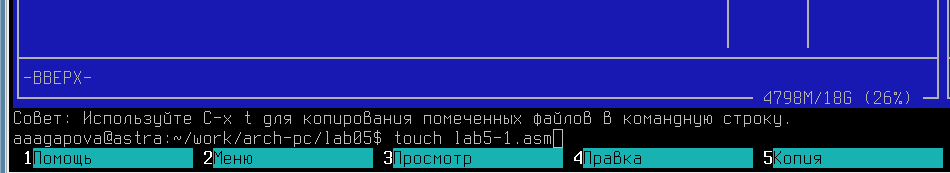 -ВВЕРХ-
4798M/18G (26%)
Совет: Используйте C-x t для копирования помеченных файлов в командную строку.
aaagapova@astra:~/work/arch-pc/lab05$ touch lab5-1.asm
1Помощь 2Меню 3Просмотр 4Правка 5Копия